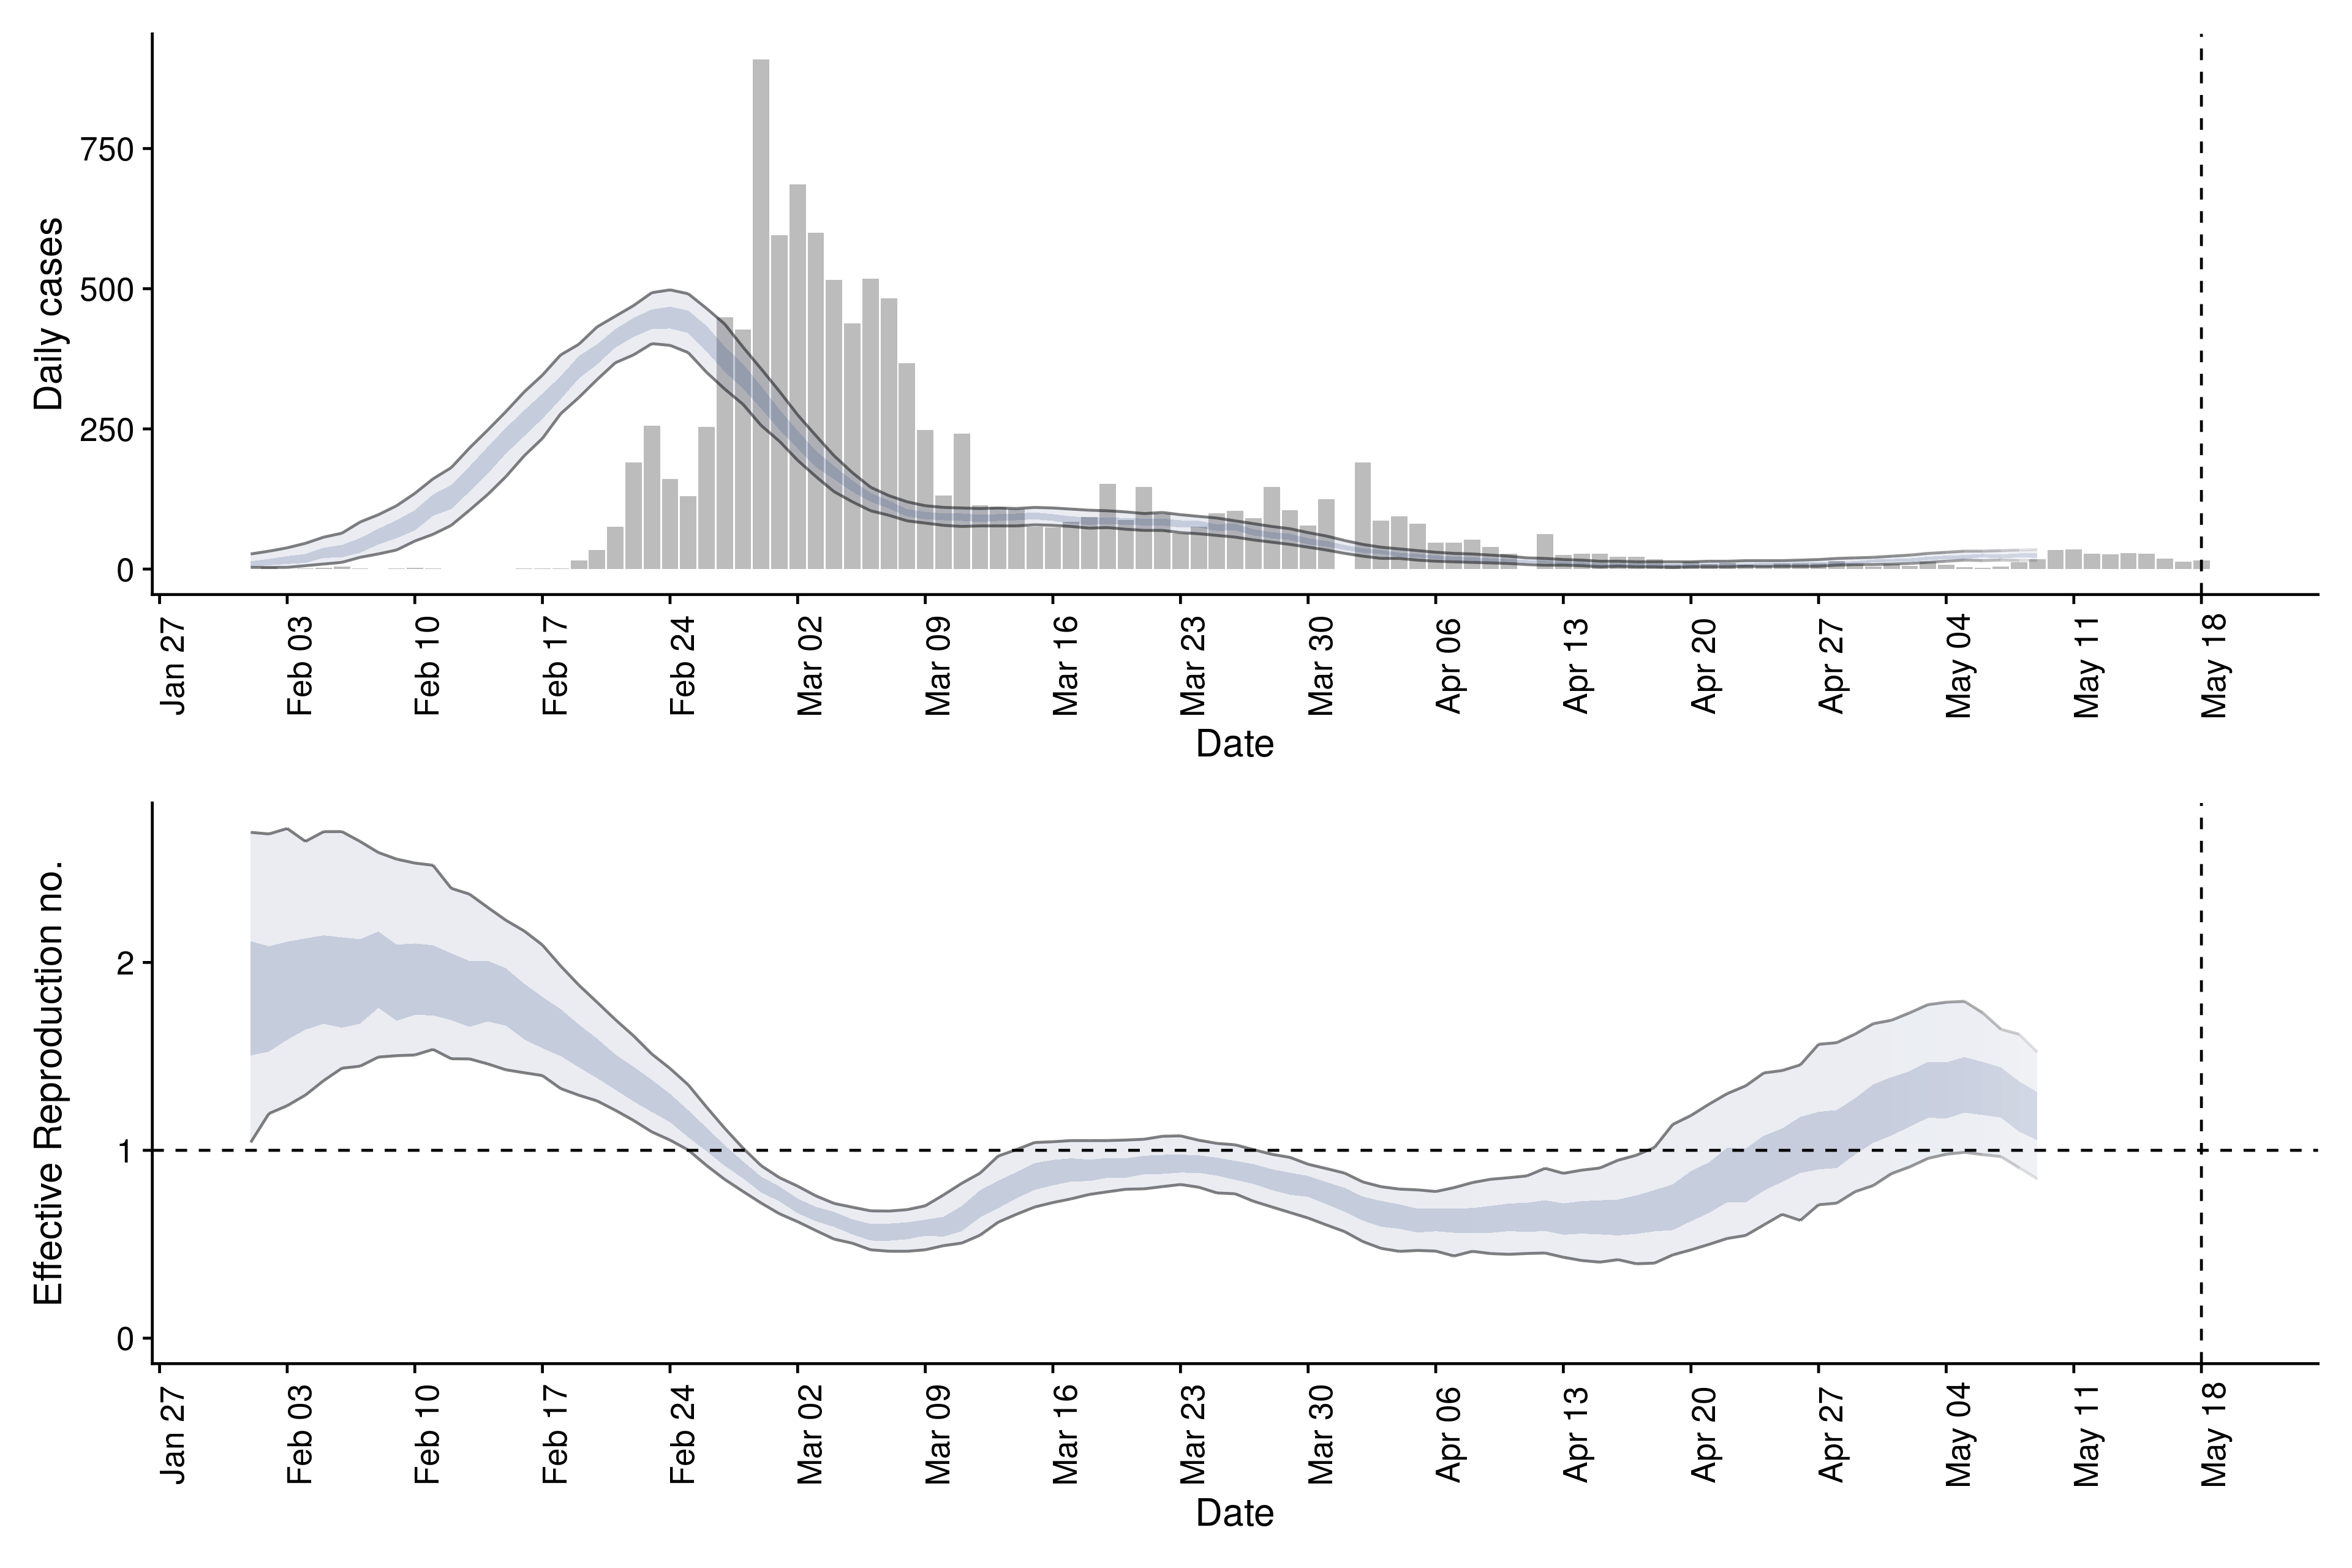 Daily cases
750
500
250
0
Jan 27
Feb 03
Feb 10
Feb 17
Feb 24
Mar 02
Mar 09
Mar 16
Mar 23
Mar 30
Apr 06
Apr 13
Apr 20
Apr 27
May 04
May 11
May 18
Date
Effective Reproduction no.
2
1
0
Jan 27
Feb 03
Feb 10
Feb 17
Feb 24
Mar 02
Mar 09
Mar 16
Mar 23
Mar 30
Apr 06
Apr 13
Apr 20
Apr 27
May 04
May 11
May 18
Date